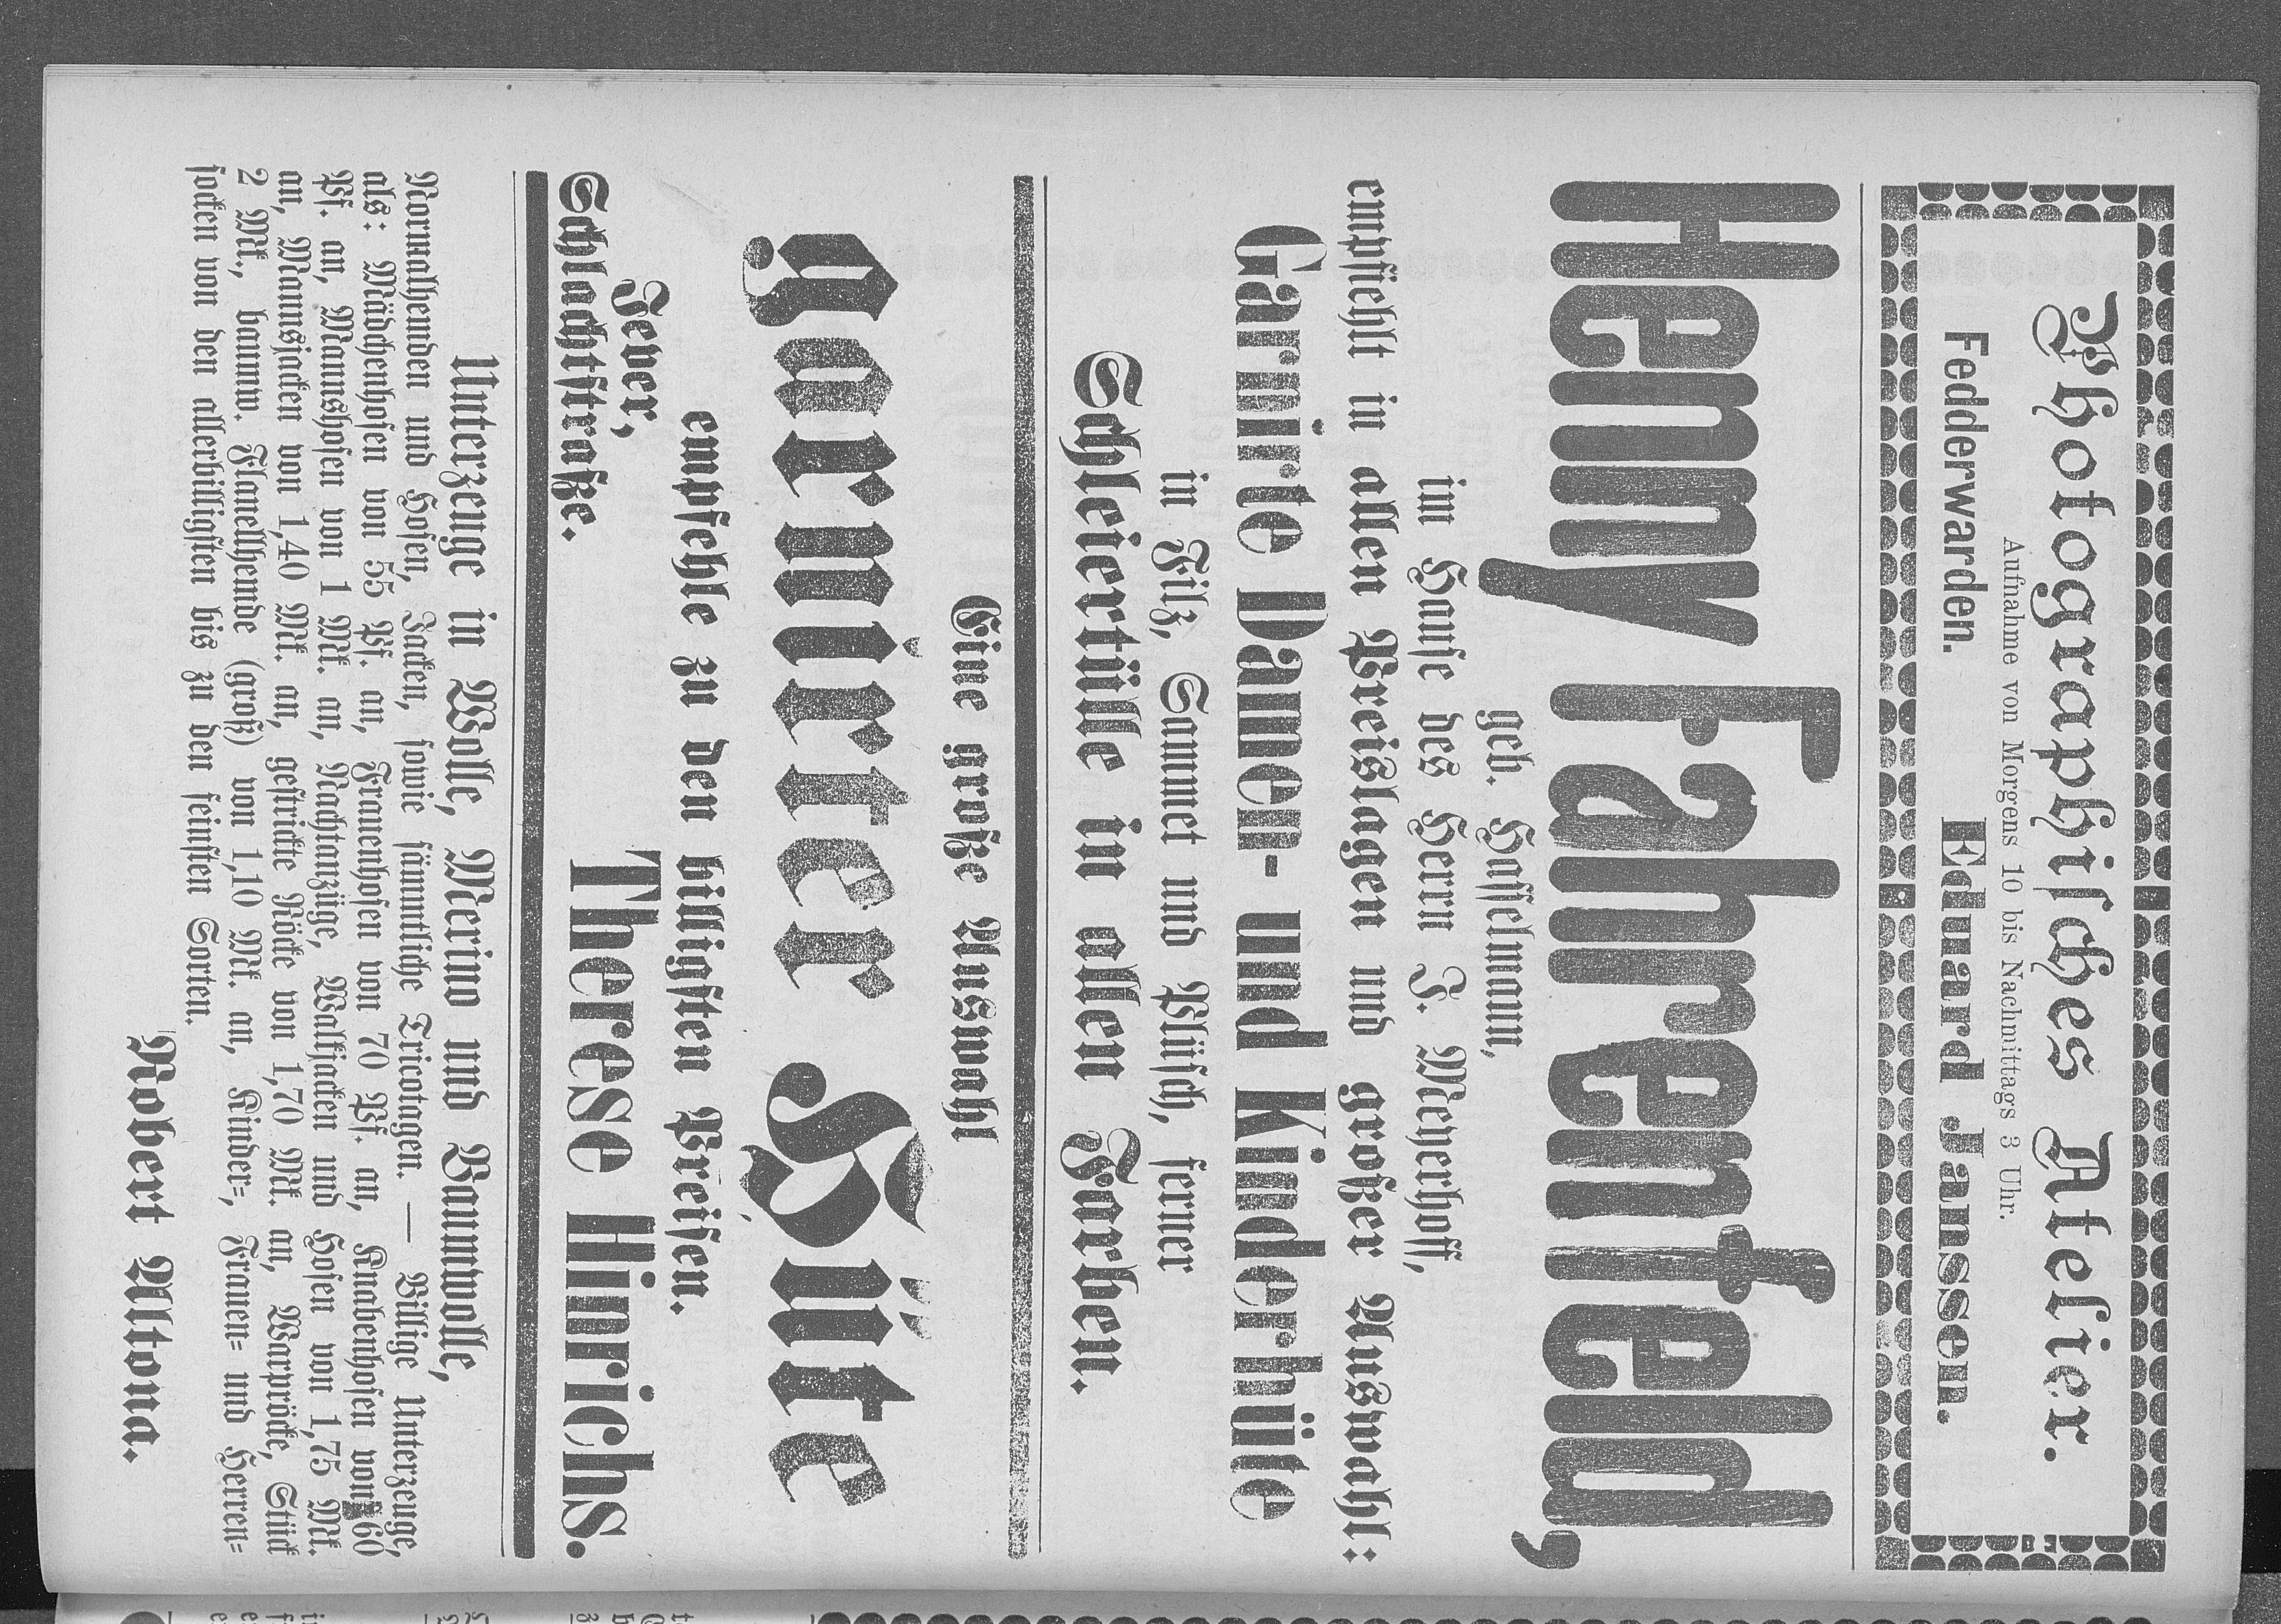 Photographisches Atelier.
Aufnahme von Morgens 10 bis Nachmittags 3 Uhr.
Fedderwarden. Eduard Janssen.
Henny Fahrenfeld,
geb. Hasselmann,
im Hause des Herrn J. Meyerhoff,
empfiehlt in allen Preislagen und großer Auswahl:
Garnirte Damen- und Kinderhüte
in Filz, Sammet und Plüsch, ferner
Schleiertülle in allen Farben.
Eine große Auswahl
garnirter Hüte
empfehle zu den billigsten Preisen.
Jever,
Schlachtstraße.
Therese Hinrichs.
Unterzeuge in Wolle, Merino und Baumwolle,
Normalhemden und Hosen, Jacken, sowie sämmtliche Tricotagen. — Billige Unterzeuge,
als: Mädchenhosen von 55 Pf. an, Frauenhosen von 70 Pf. an, Knabenhosen von 60
Pf. an, Mannshosen von 1 Mk. an, Nachtanzüge, Walkjacken und Hosen von 1,75 Mk.
an, Mannsjacken von 1,40 Mk. an, gestrickte Röcke von 1,70 Mk. an, Warpröcke, Stück
2 Mk., baumw. Flanellhemde (groß) von 1,10 Mk. an, Kinder-, Frauen- und Herren-
socken von den allerbilligsten bis zu den feinsten Sorten.
Robert Altona.